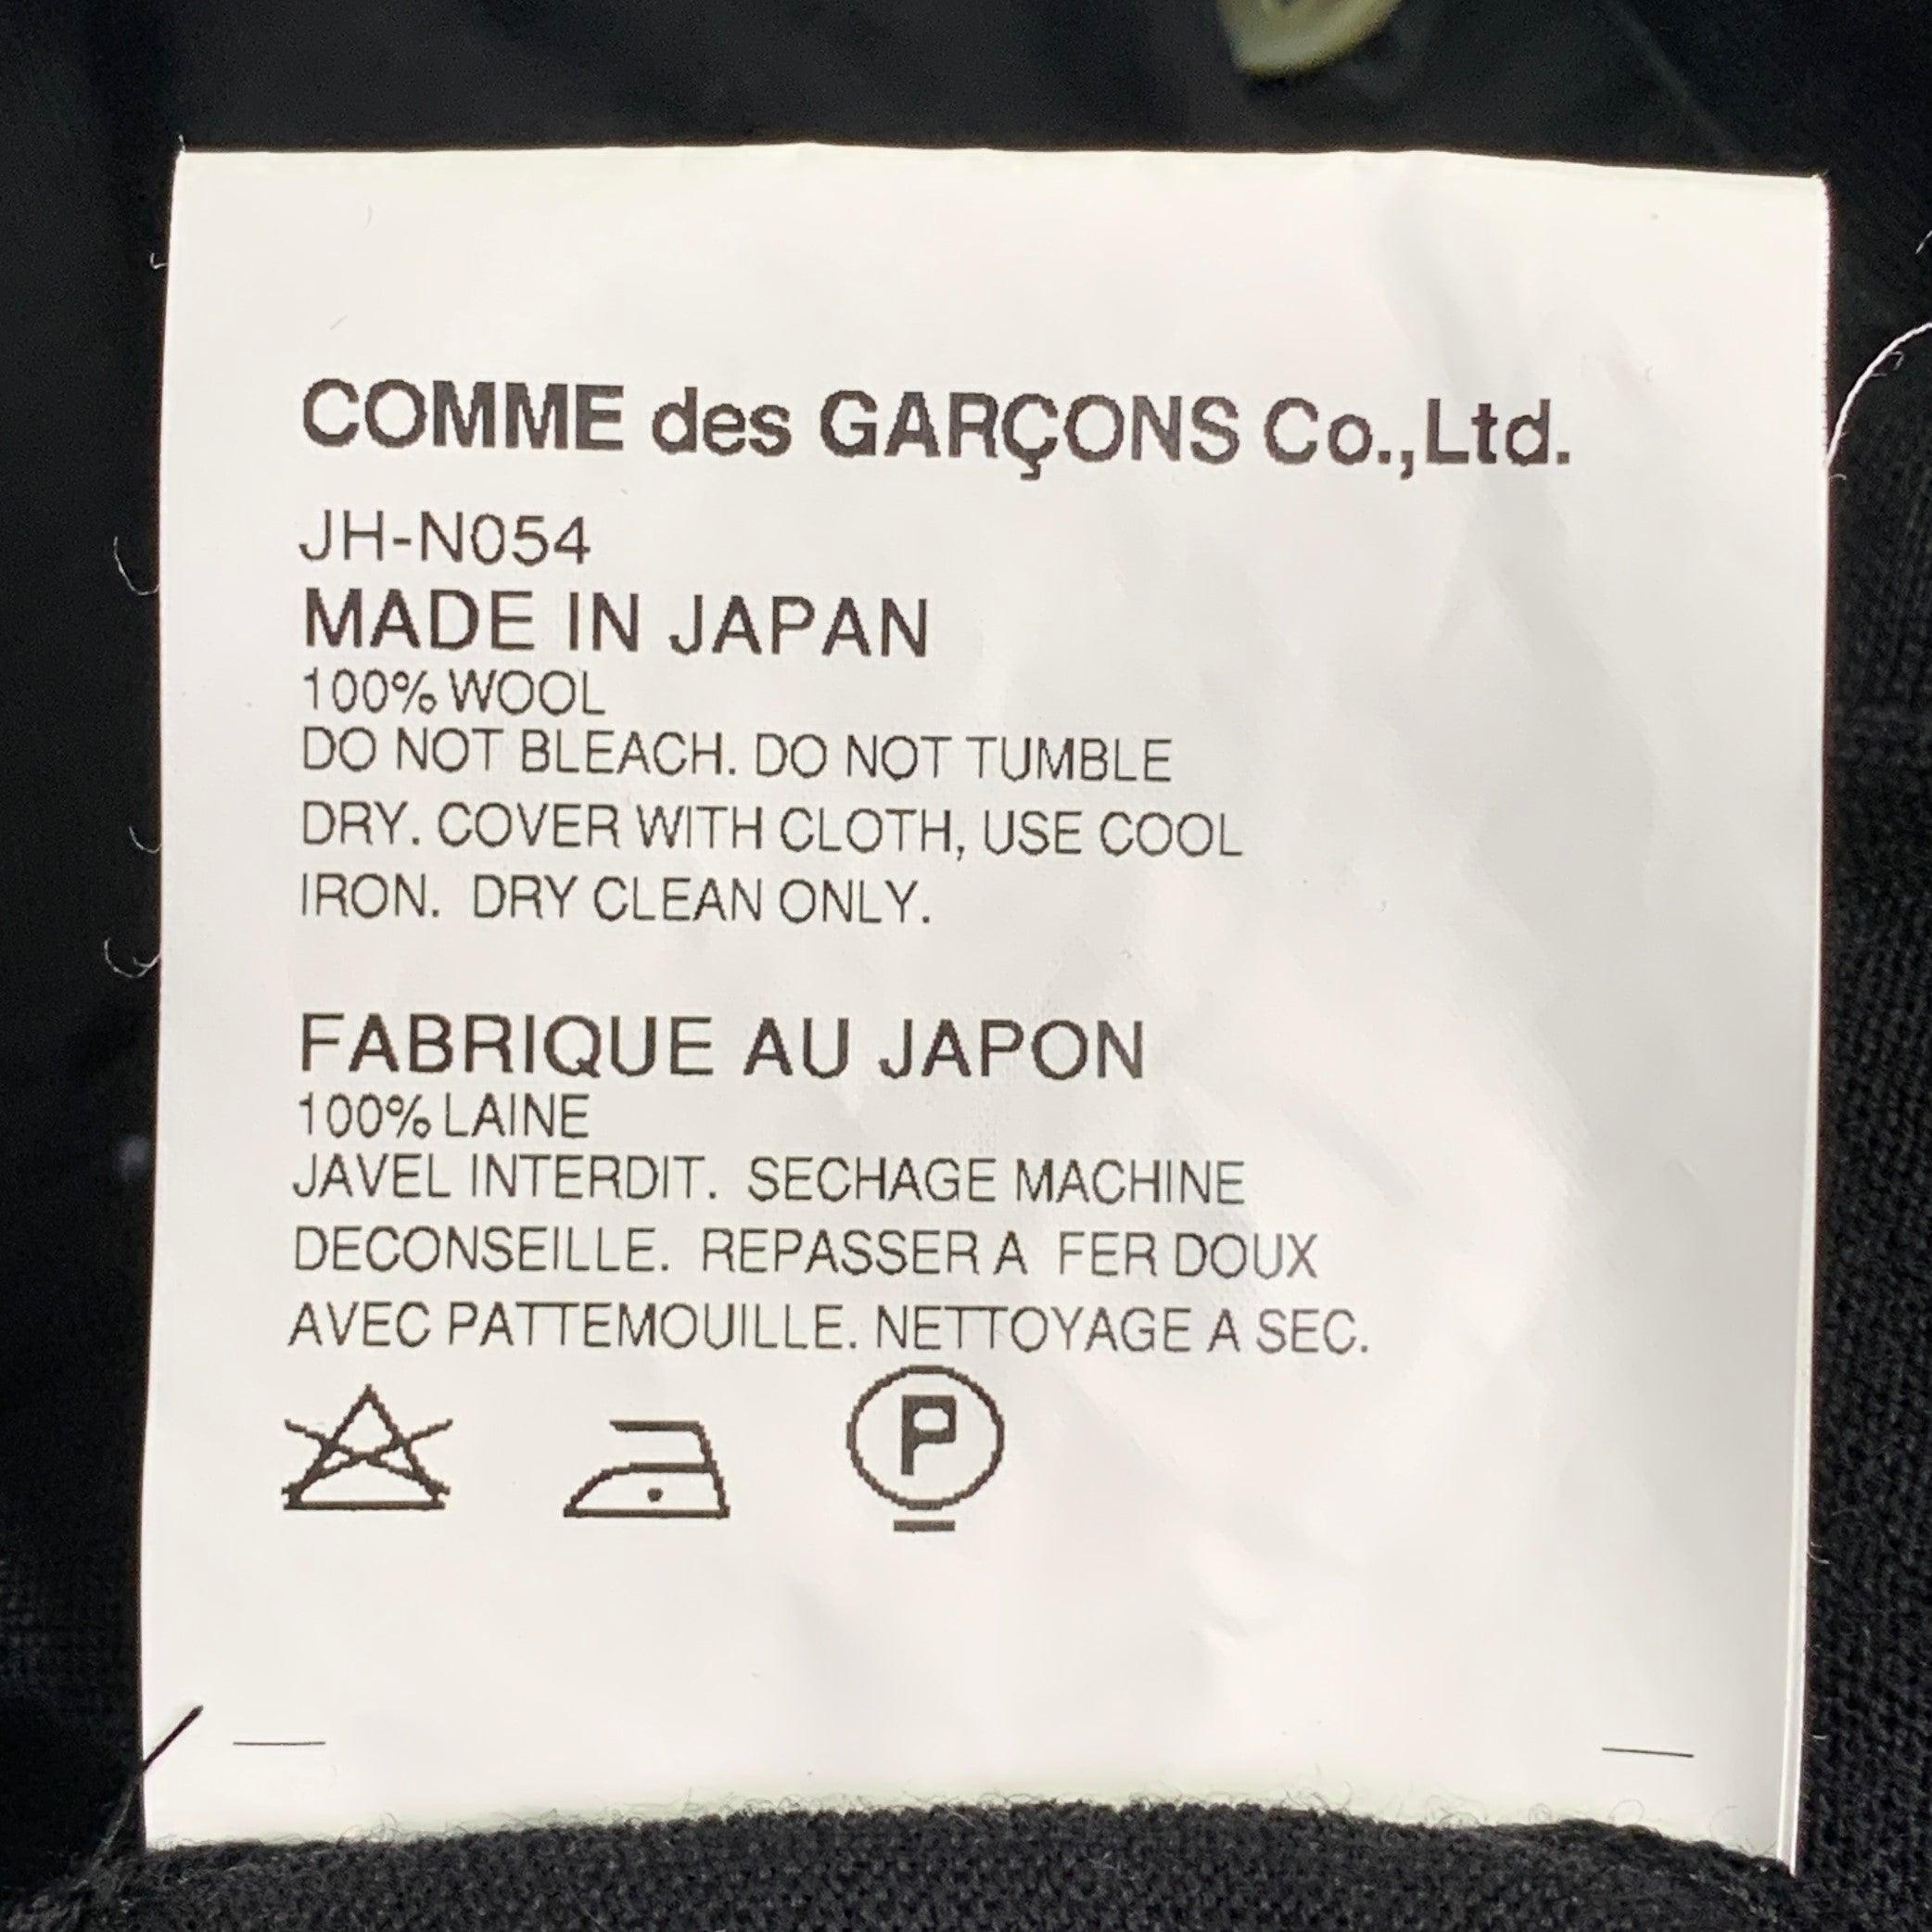 COMME des GARÇONS Co.,Ltd.
JH-N054
MADE IN JAPAN
100% WOOL
DO NOT BLEACH. DO NOT TUMBLE
DRY. COVER WITH CLOTH, USE COOL
IRON. DRY CLEAN ONLY.
FABRIQUE AU JAPON
100% LAINE
JAVEL INTERDIT. SECHAGE MACHINE
DECONSEILLE. REPASSER A FER DOUX
AVEC PATTEMOUILLE. NETTOYAGE A SEC.
P